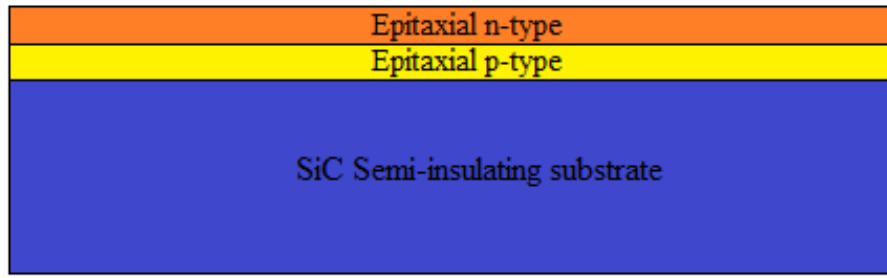 Epitaxial n-type
Epitaxial p-type
SiC Semi-insulating substrate